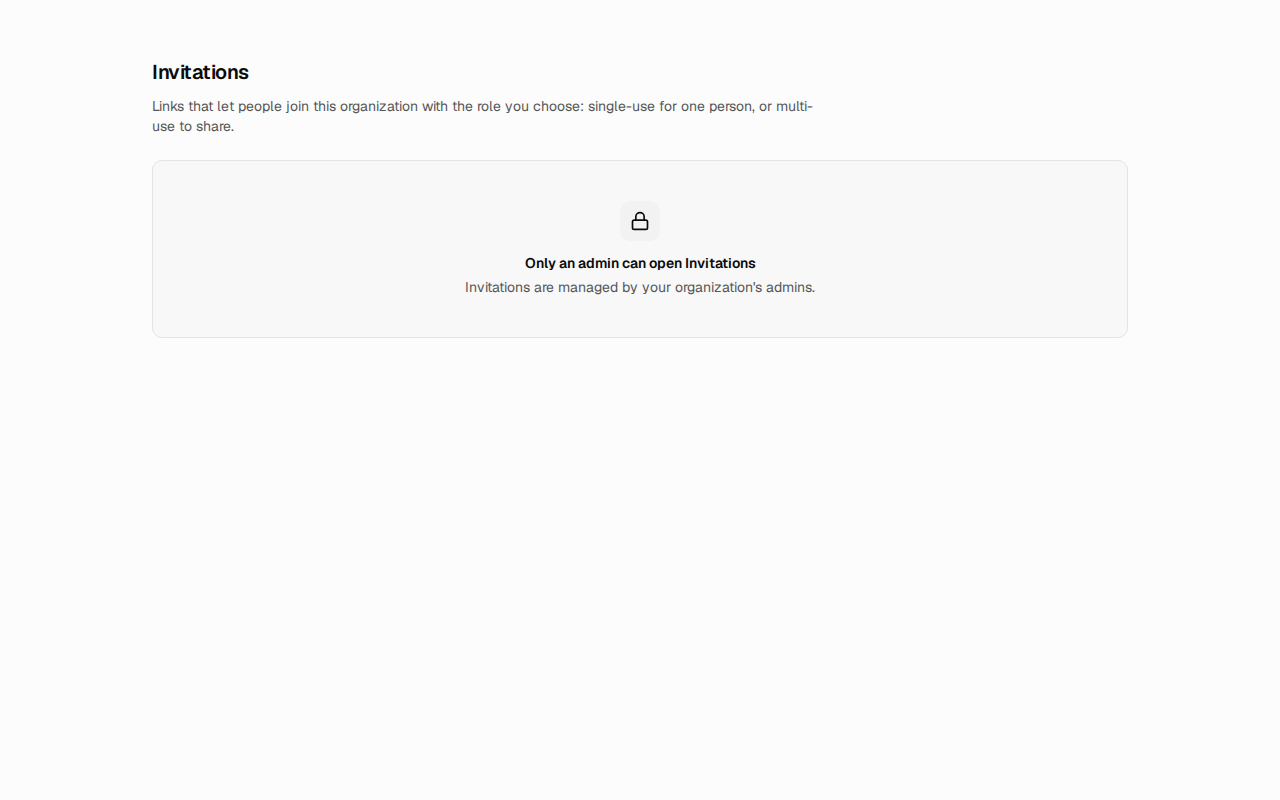 Invitations
Links that let people join this organization with the role you choose: single-use for one person, or multi-
use to share.
Only an admin can open Invitations
Invitations are managed by your organization's admins.